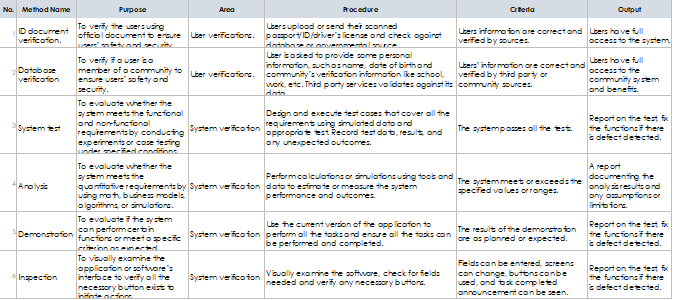 No. Method Name Purpose Area Procedure Criteria Output
1 ID document verification. To verify the users using official document to ensure users' safety and security. User verifications. Users upload or send their scanned passport/ID/driver's license and check against database or governmental source. Users information are correct and verified by sources. Users have full access to the system.
2 Database verification. To verify if a user is a member of a community to ensure users' safety and security. User verifications. User is asked to provide some personal information, such as name, date of birth and community's verification information like school, work, etc. Third party services validates against its data. Users' information are correct and verified by third party or community sources. Users have full access to the community system and benefits.
3 System test To evaluate whether the system meets the functional and non-functional requirements by conducting experiments or case testing under specified conditions. System verification Design and execute test cases that cover all the requirements using simulated data and appropriate test. Record test data, results, and any unexpected outcomes. The system passes all the tests. Report on the test, fix the functions if there is defect detected.
4 Analysis To evaluate whether the system meets the quantitative requirements by using math, business models, algorithms, or simulations. System verification Perform calculations or simulations using tools and data to estimate or measure the system performance and outcomes. The system meets or exceeds the specified values or ranges. A report documenting the analysis results and any assumptions or limitations.
5 Demonstration To evaluate if the system can perform certain functions or meet a specific criteria as expected. System verification Use the current version of the application to perform all the tasks and ensure all the tasks can be performed and completed. The results of the demonstration are as planned or expected. Report on the test, fix the functions if there is defect detected.
6 Inspection To visually examine the application or software's interface to verify all the necessary button exists to initiate actions. System verification Visually examine the software, check for fields needed and verify any necessary buttons. Fields can be entered, screens can change, buttons can be used, and task completed announcement can be seen. Report on the test, fix the functions if there is defect detected.